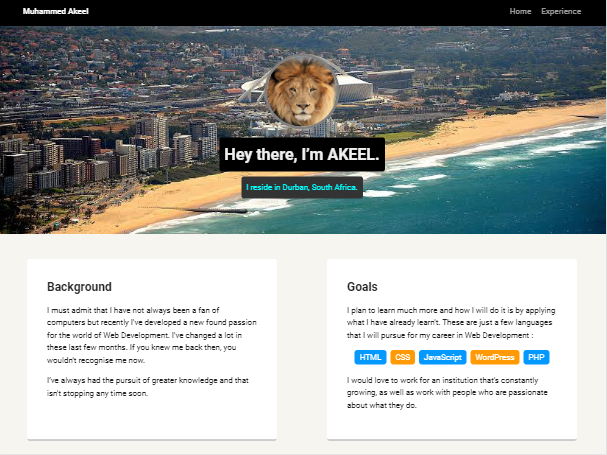 Muhammed Akeel
Home Experience
Hey there, I'm AKEEL.
I reside in Durban, South Africa.
Background
I must admit that I have not always been a fan of
computers but recently I've developed a new found passion
for the world of Web Development. I've changed a lot in
these last few months. If you knew me back then, you
wouldn't recognise me now.
I've always had the pursuit of greater knowledge and that
isn't stopping any time soon.
Goals
I plan to learn much more and how I will do it is by applying
what I have already learn't. These are just a few languages
that I will pursue for my career in Web Development :
HTML CSS JavaScript WordPress PHP
I would love to work for an institution that's constantly
growing, as well as work with people who are passionate
about what they do.